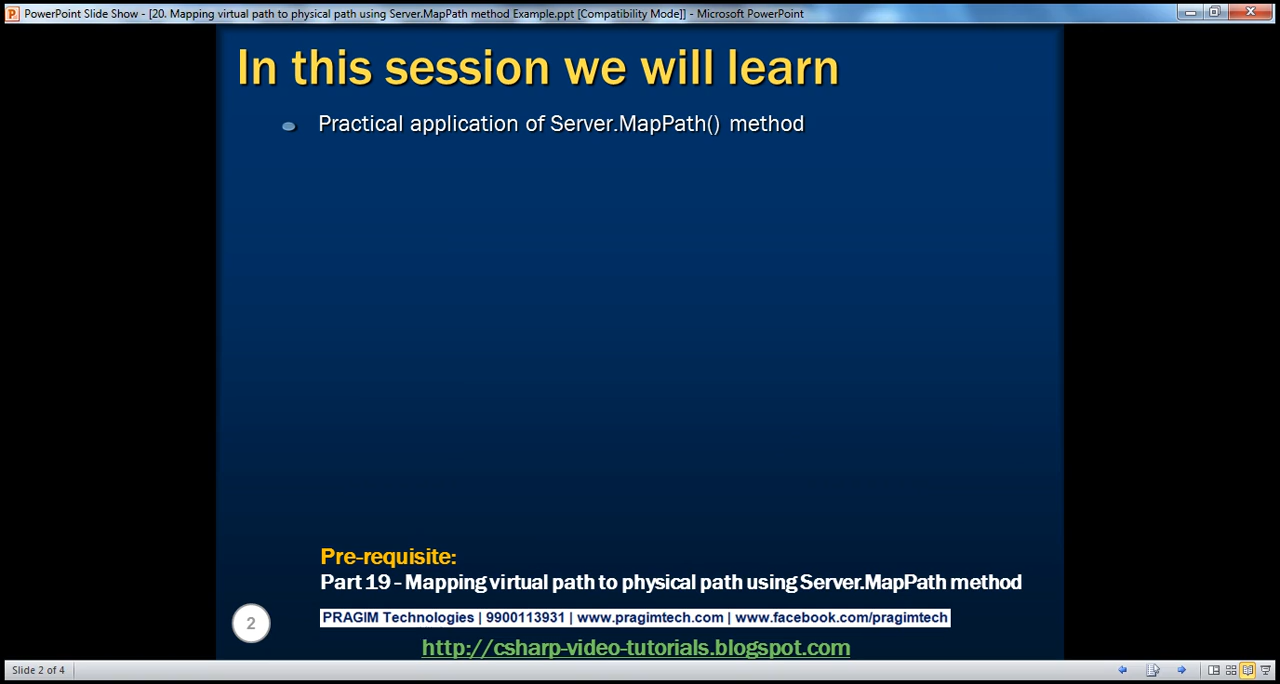 PowerPoint Slide Show - [20. Mapping virtual path to physical path using Server.MapPath method Example.ppt [Compatibility Mode]] - Microsoft PowerPoint
In this session we will learn
Practical application of Server.MapPath() method
Pre-requisite:
Part 19 - Mapping virtual path to physical path using Server.MapPath method
PRAGIM Technologies | 9900113931 | www.pragimtech.com | www.facebook.com/pragimtech
2
http://csharp-video-tutorials.blogspot.com
Slide 2 of 4